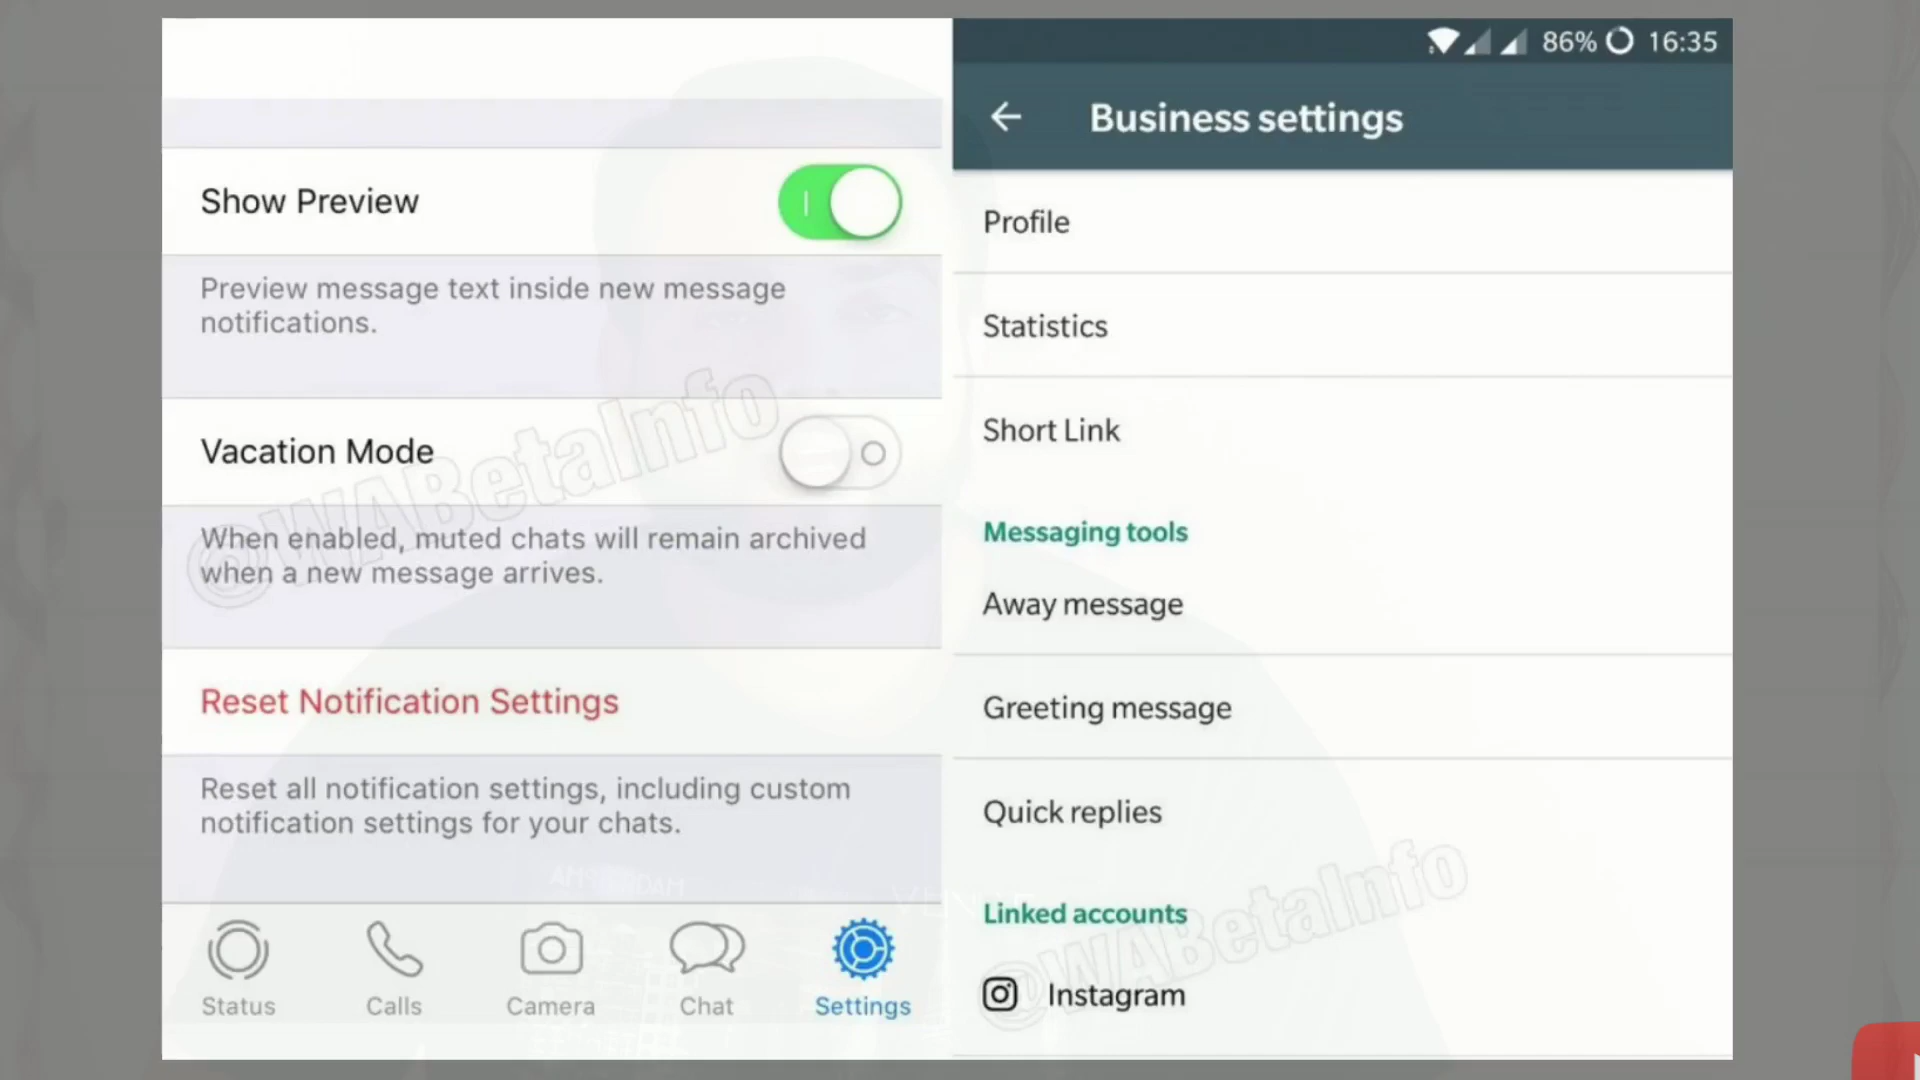 Show Preview
Preview message text inside new message
notifications.
Vacation Mode
When enabled, muted chats will remain archived
when a new message arrives.
Reset Notification Settings
Reset all notification settings, including custom
notification settings for your chats.
Status
Calls
Camera
Chat
Settings
@WABetaInfo
86%
16:35
Business settings
Profile
Statistics
Short Link
Messaging tools
Away message
Greeting message
Quick replies
Linked accounts
Instagram
@WABetaInfo